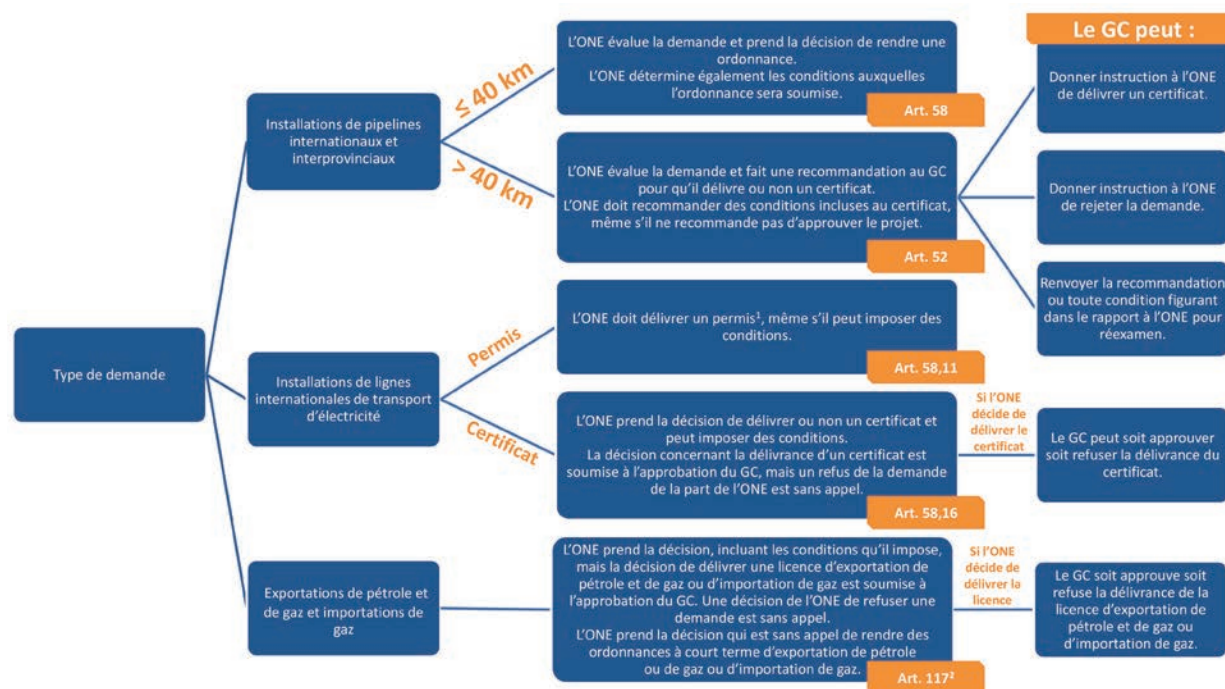 Type de demande
Installations de pipelines
internationaux et
interprovinciaux
≤ 40 km
L'ONE évalue la demande et prend la décision de rendre une
ordonnance.
L'ONE détermine également les conditions auxquelles
l'ordonnance sera soumise.
Art. 58
> 40 km
L'ONE évalue la demande et fait une recommandation au GC
pour qu'il délivre ou non un certificat.
L'ONE doit recommander des conditions incluses au certificat,
même s'il ne recommande pas d'approuver le projet.
Art. 52
Le GC peut :
Donner instruction à l'ONE
de délivrer un certificat.
Donner instruction à l'ONE
de rejeter la demande.
Renvoyer la recommandation
ou toute condition figurant
dans le rapport à l'ONE pour
réexamen.
Installations de lignes
internationales de transport
d'électricité
Permis
L'ONE doit délivrer un permis¹, même s'il peut imposer des
conditions.
Art. 58,11
Certificat
L'ONE prend la décision de délivrer ou non un certificat et
peut imposer des conditions.
La décision concernant la délivrance d'un certificat est
soumise à l'approbation du GC, mais un refus de la demande
de la part de l'ONE est sans appel.
Art. 58,16
Si l'ONE
décide de
délivrer le
certificat
Le GC peut soit approuver
soit refuser la délivrance du
certificat.
Exportations de pétrole et
de gaz et importations de
gaz
L'ONE prend la décision, incluant les conditions qu'il impose,
mais la décision de délivrer une licence d'exportation de
pétrole et de gaz ou d'importation de gaz est soumise à
l'approbation du GC. Une décision de l'ONE de refuser une
demande est sans appel.
L'ONE prend la décision qui est sans appel de rendre des
ordonnances à court terme d'exportation de pétrole
ou de gaz ou d'importation de gaz.
Art. 117²
Si l'ONE
décide de
délivrer la
licence
Le GC soit approuve soit
refuse la délivrance de la
licence d'exportation de
pétrole et de gaz ou
d'importation de gaz.